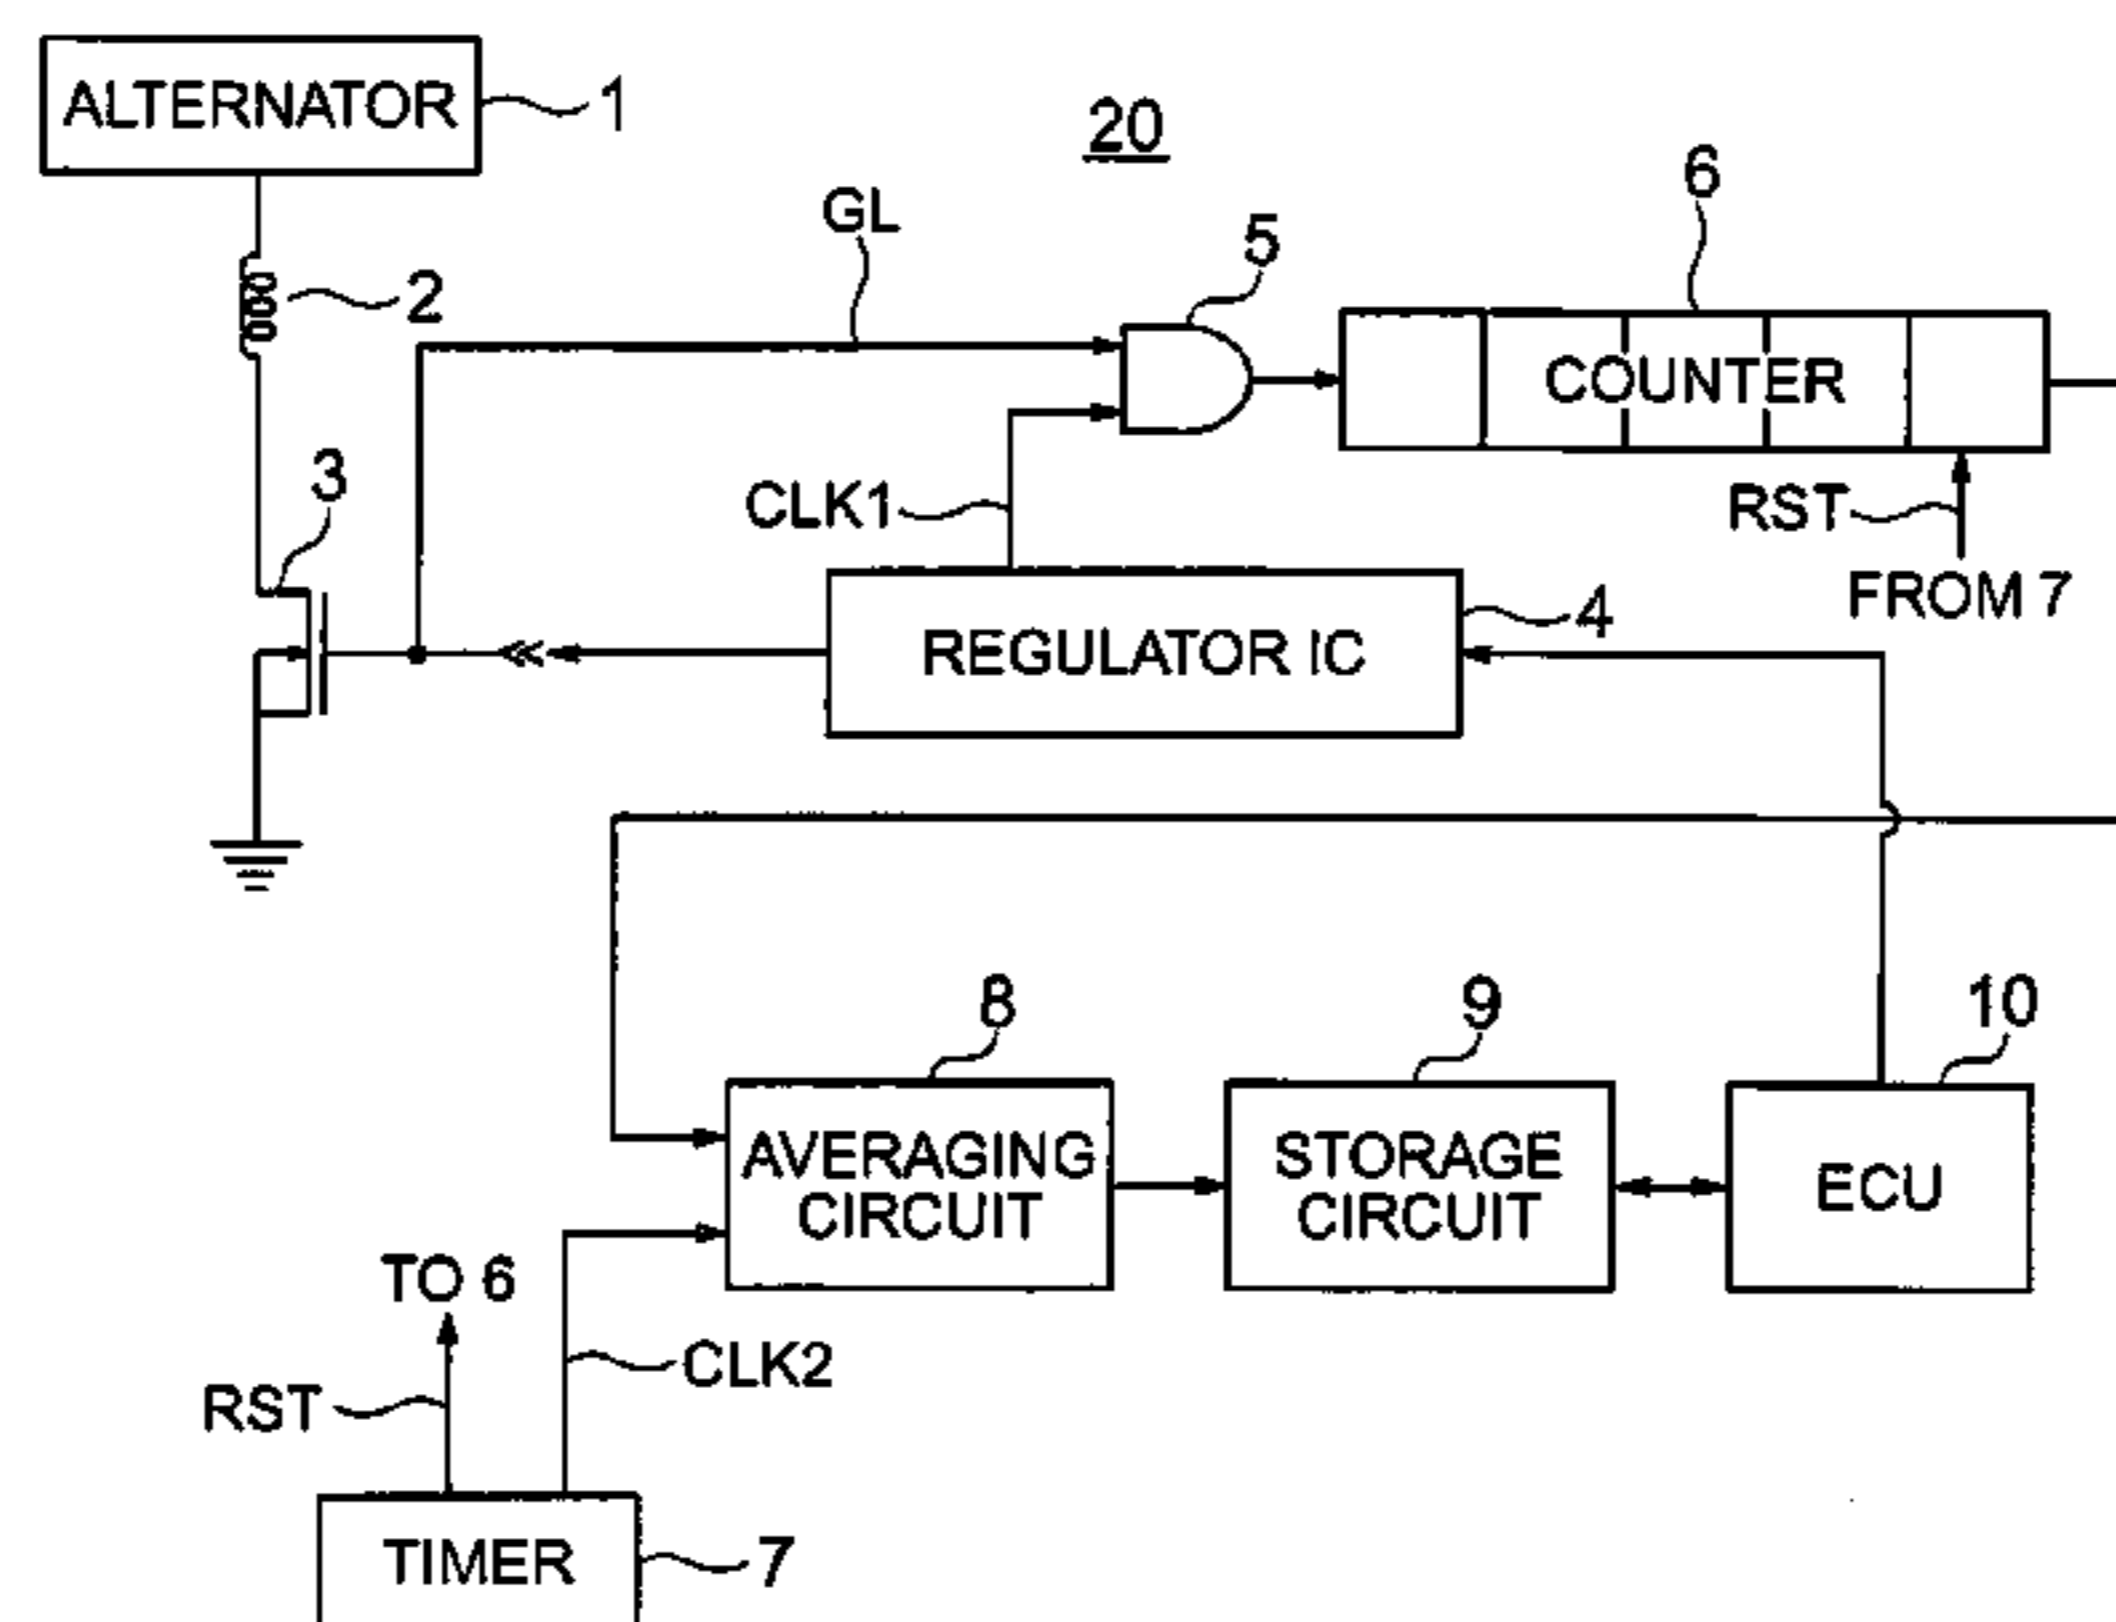 ALTERNATOR
1
20
2
GL
5
6
COUNTER
3
CLK1
RST
FROM 7
REGULATOR IC
4
8
9
10
AVERAGING
CIRCUIT
STORAGE
CIRCUIT
ECU
TO 6
RST
CLK2
TIMER
7